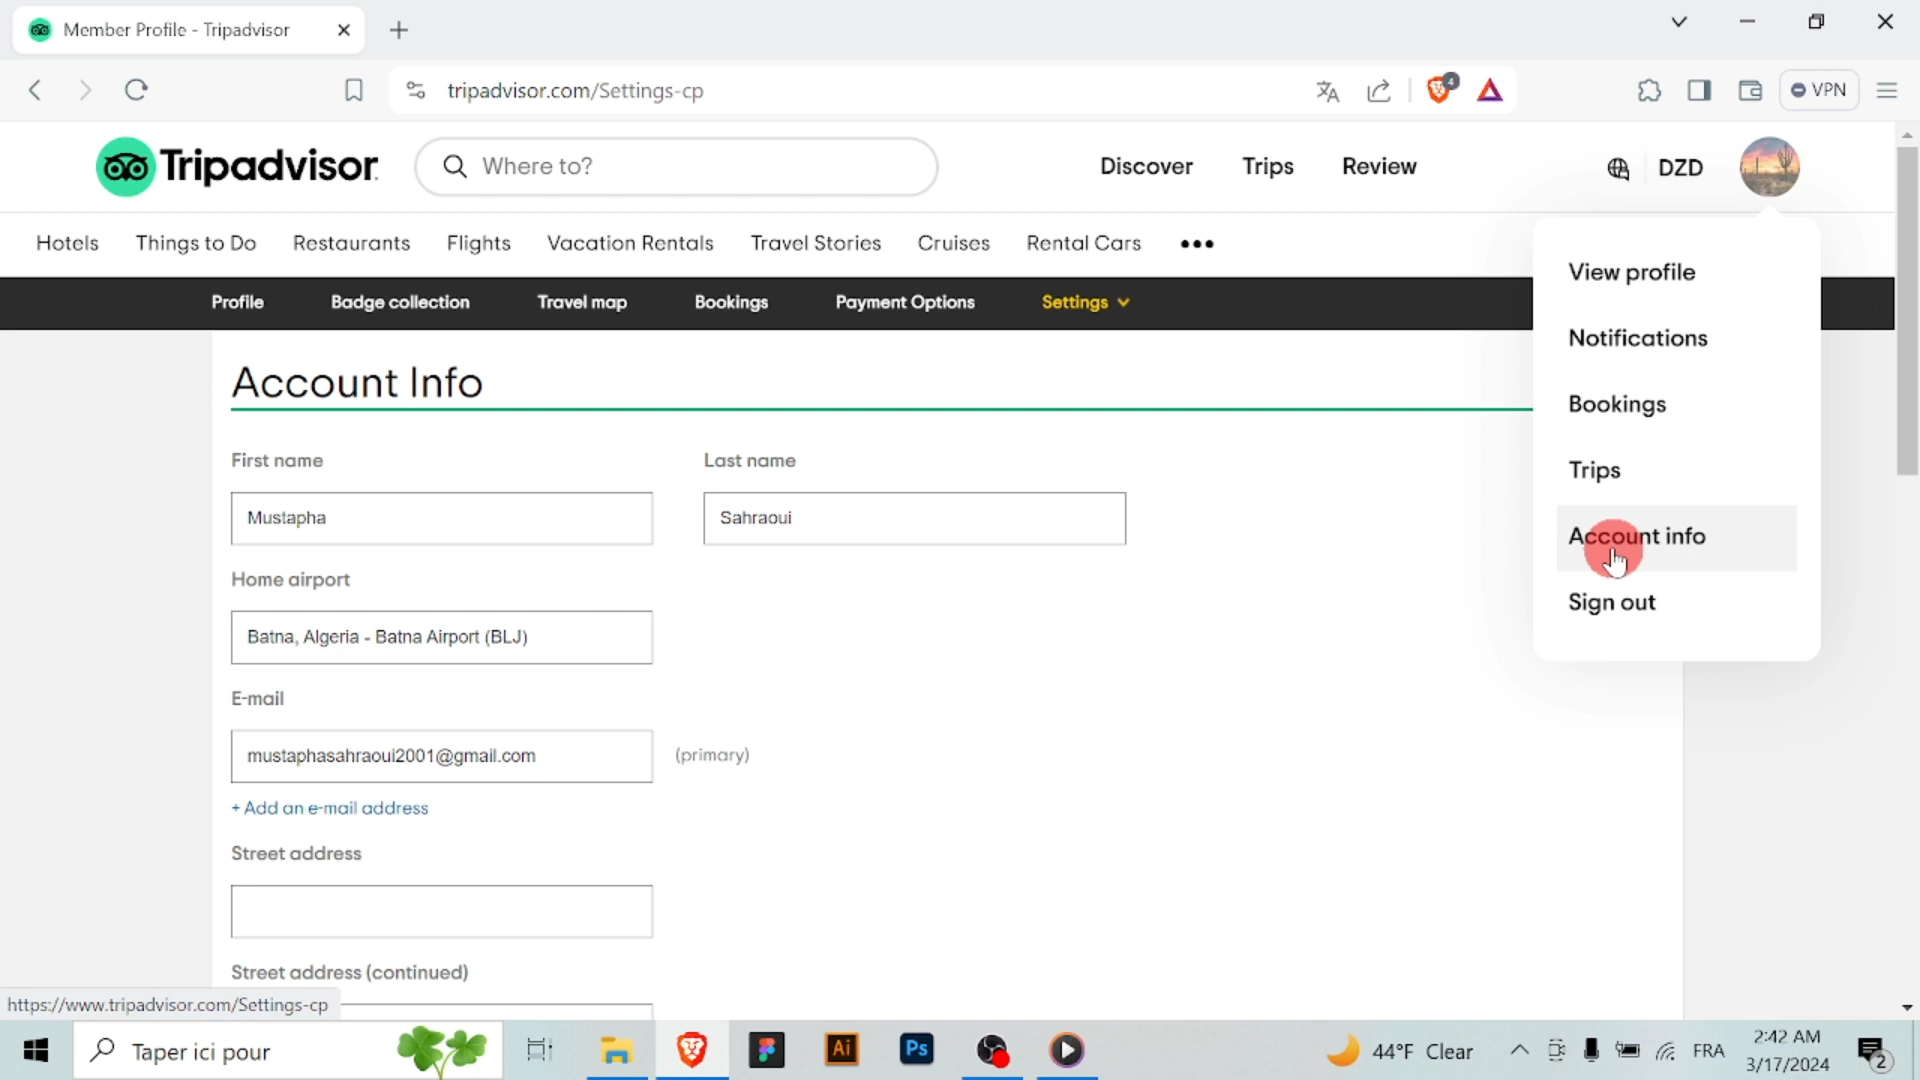 Member Profile - Tripadvisor
tripadvisor.com/Settings-cp
4
VPN
Tripadvisor
Where to?
Discover
Trips
Review
DZD
Hotels
Things to Do
Restaurants
Flights
Vacation Rentals
Travel Stories
Cruises
Rental Cars
•••
Profile
Badge collection
Travel map
Bookings
Payment Options
Settings
View profile
Notifications
Bookings
Trips
Account info
Sign out
Account Info
First name
Last name
Mustapha
Sahraoui
Home airport
Batna, Algeria - Batna Airport (BLJ)
E-mail
mustaphasahraoui2001@gmail.com
(primary)
+ Add an e-mail address
Street address
Street address (continued)
https://www.tripadvisor.com/Settings-cp
Taper ici pour
Ai
Ps
44°F Clear
FRA
2:42 AM
3/17/2024
2